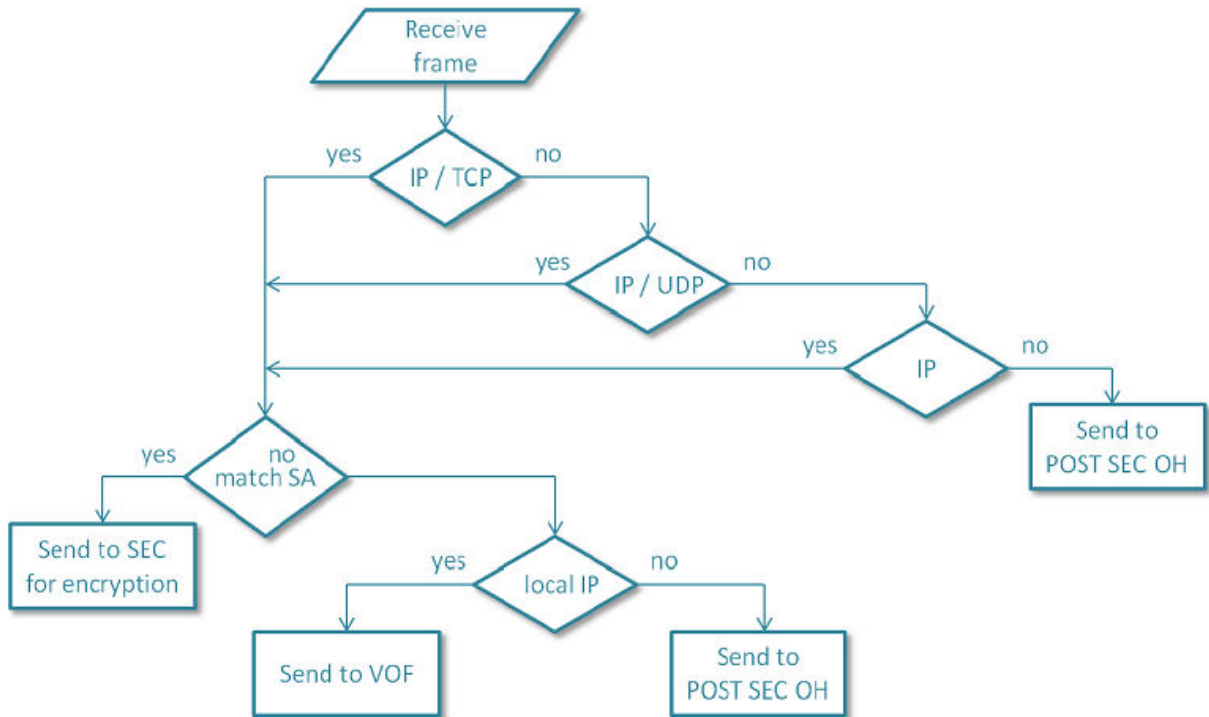 Receive
frame
yes
IP / TCP
no
yes
IP / UDP
no
yes
IP
no
Send to
POST SEC OH
yes
no
match SA
Send to SEC
for encryption
yes
local IP
no
Send to VOF
Send to
POST SEC OH